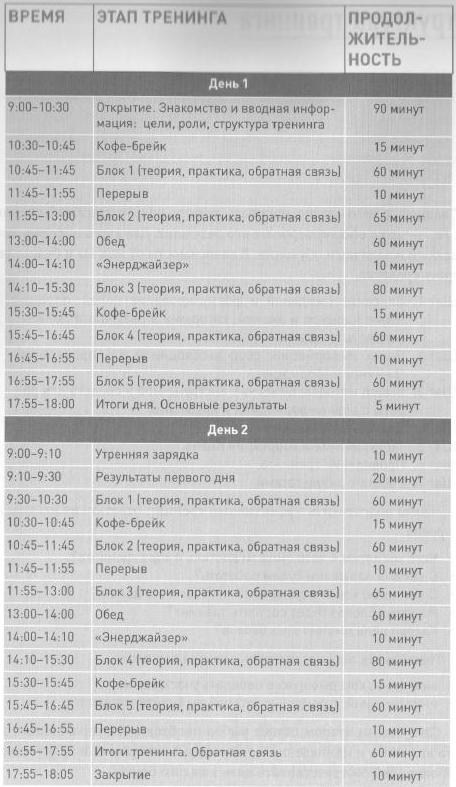 ВРЕМЯ ЭТАП ТРЕНИНГА ПРОДОЛ-
ЖИТЕЛЬ-
НОСТЬ
День 1
9:00–10:30 Открытие. Знакомство и вводная инфор- 90 минут
мация: цели, роли, структура тренинга
10:30–10:45 Кофе-брейк 15 минут
10:45–11:45 Блок 1 (теория, практика, обратная связь) 60 минут
11:45–11:55 Перерыв 10 минут
11:55–13:00 Блок 2 (теория, практика, обратная связь) 65 минут
13:00–14:00 Обед 60 минут
14:00–14:10 «Энерджайзер» 10 минут
14:10–15:30 Блок 3 (теория, практика, обратная связь) 80 минут
15:30–15:45 Кофе-брейк 15 минут
15:45–16:45 Блок 4 (теория, практика, обратная связь) 60 минут
16:45–16:55 Перерыв 10 минут
16:55–17:55 Блок 5 (теория, практика, обратная связь) 60 минут
17:55–18:00 Итоги дня. Основные результаты 5 минут
День 2
9:00–9:10 Утренняя зарядка 10 минут
9:10–9:30 Результаты первого дня 20 минут
9:30–10:30 Блок 1 (теория, практика, обратная связь) 60 минут
10:30–10:45 Кофе-брейк 15 минут
10:45–11:45 Блок 2 (теория, практика, обратная связь) 60 минут
11:45–11:55 Перерыв 10 минут
11:55–13:00 Блок 3 (теория, практика, обратная связь) 65 минут
13:00–14:00 Обед 60 минут
14:00–14:10 «Энерджайзер» 10 минут
14:10–15:30 Блок 4 (теория, практика, обратная связь) 80 минут
15:30–15:45 Кофе-брейк 15 минут
15:45–16:45 Блок 5 (теория, практика, обратная связь) 60 минут
16:45–16:55 Перерыв 10 минут
16:55–17:55 Итоги тренинга. Обратная связь 60 минут
17:55–18:05 Закрытие 10 минут